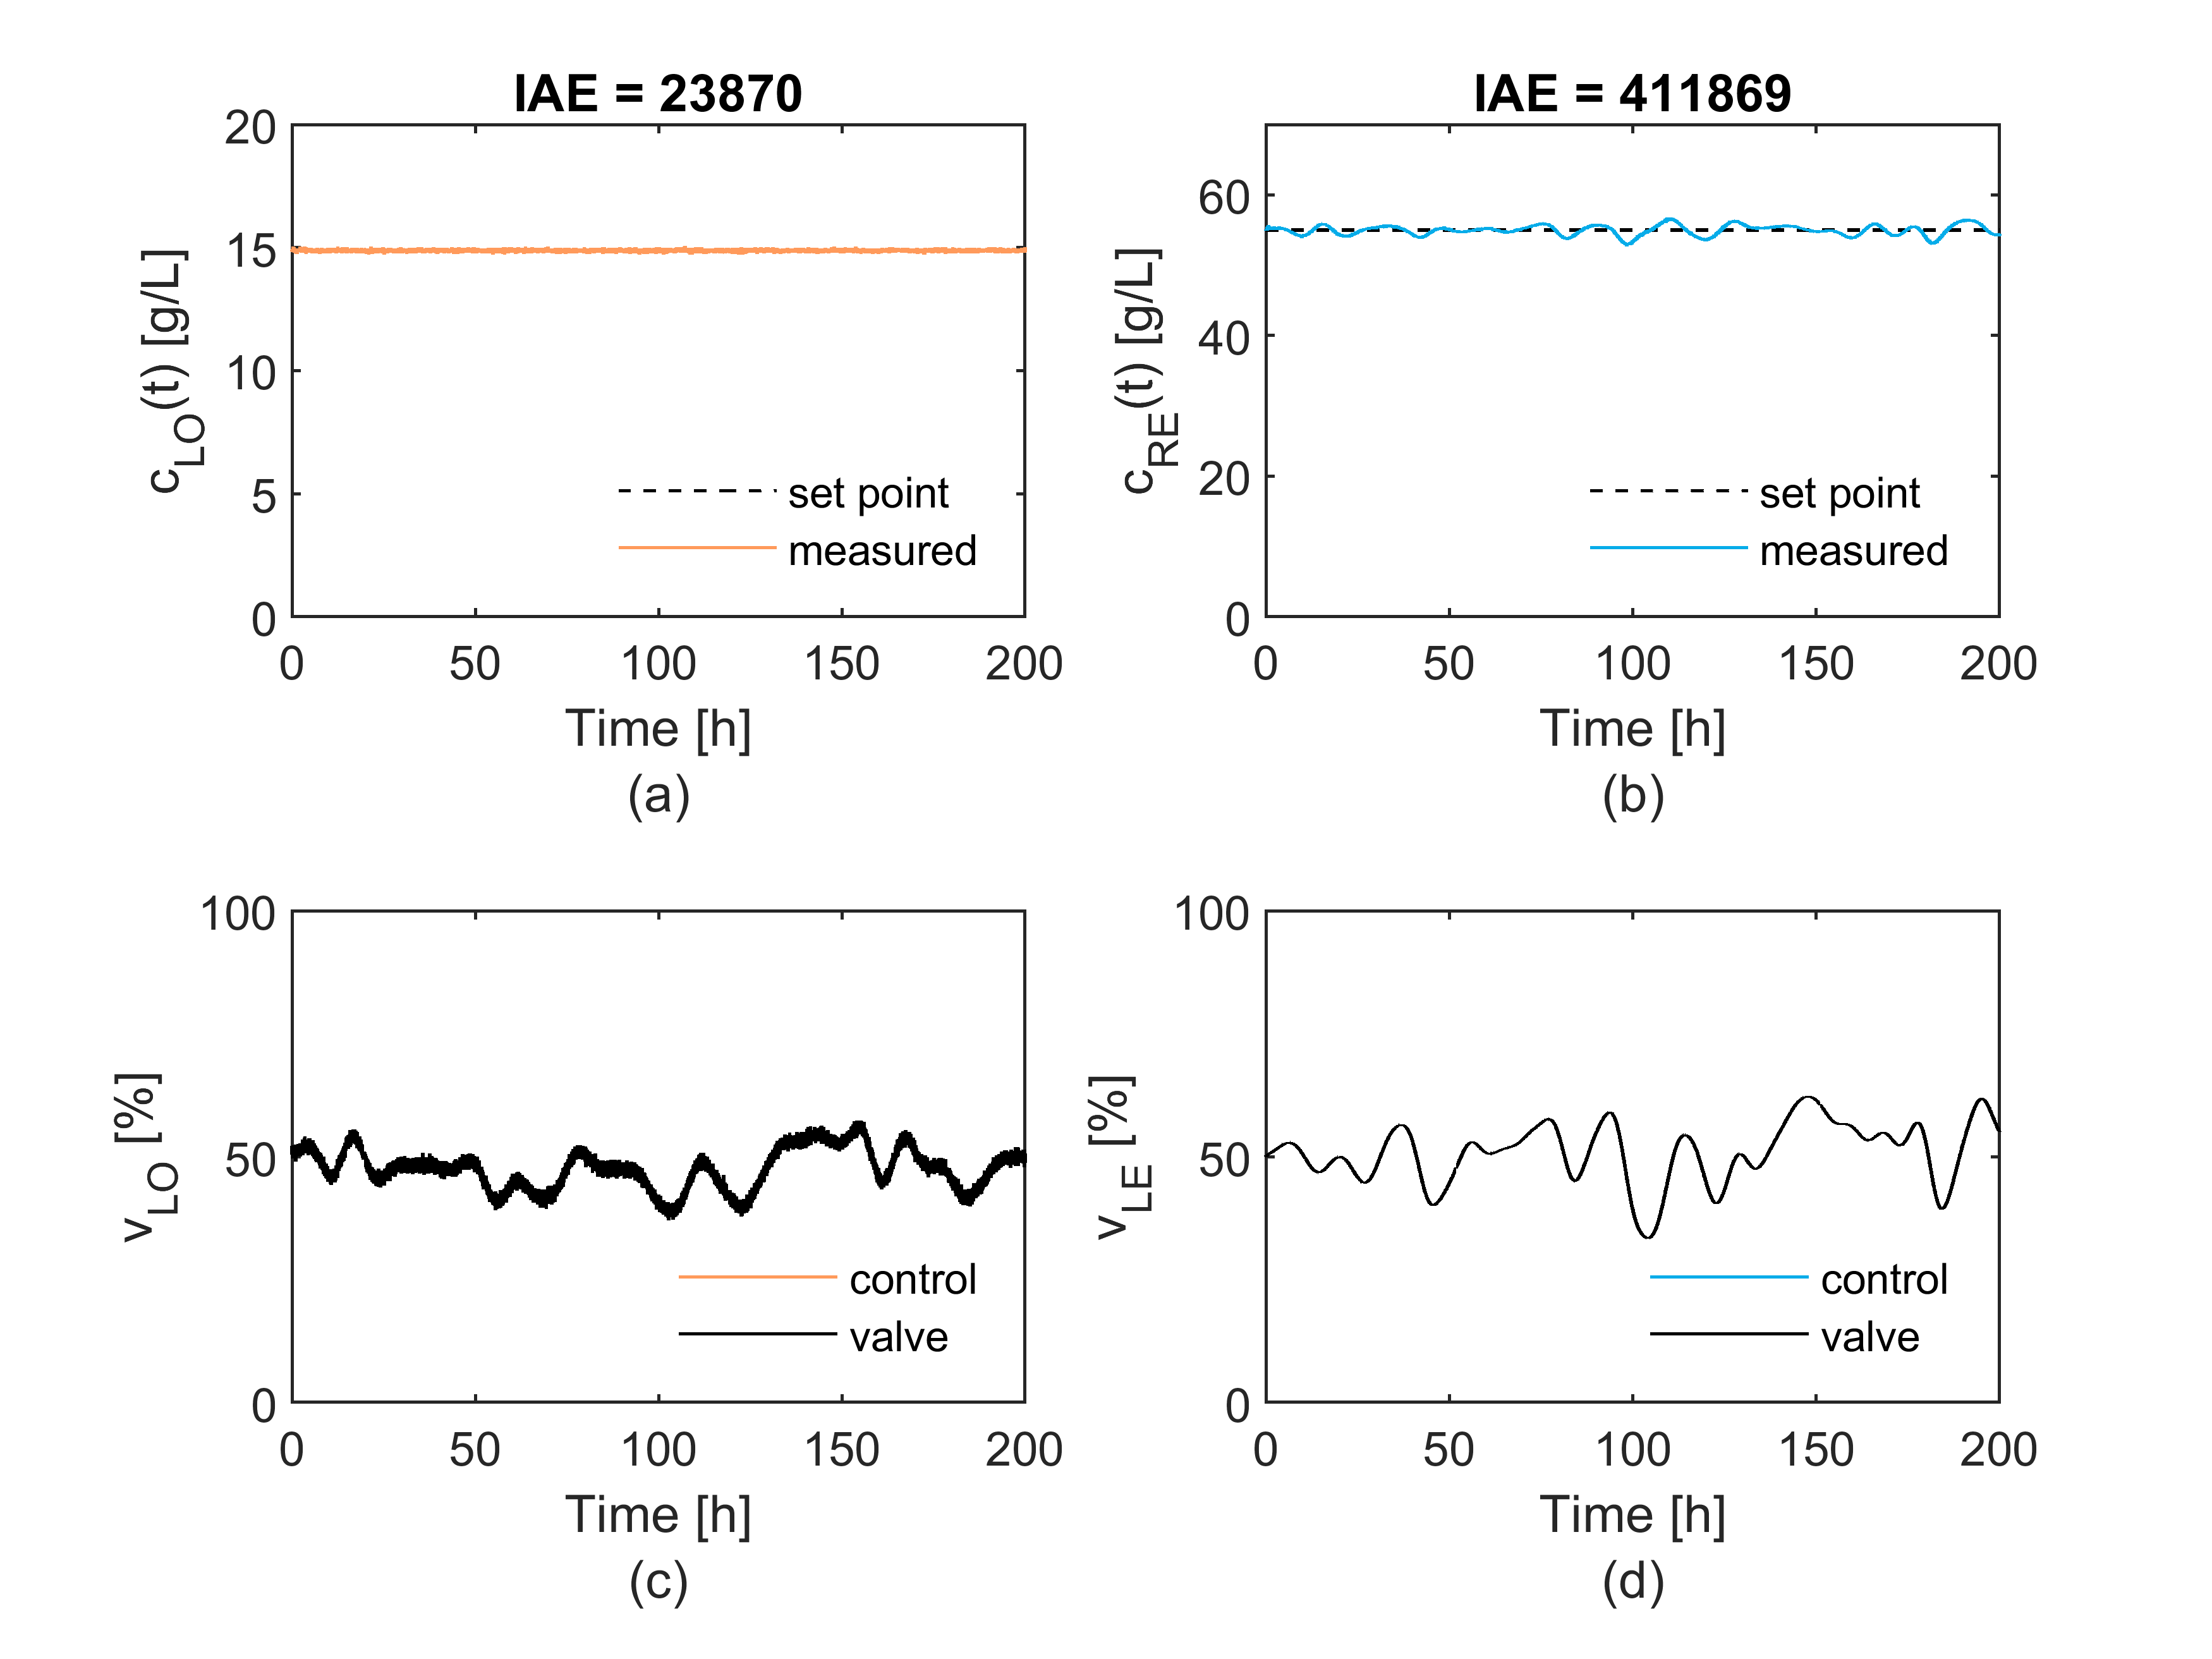 IAE = 23870
20
15
10
5
0
c_LO(t) [g/L]
set point
measured
0 50 100 150 200
Time [h]
(a)
IAE = 411869
60
40
20
0
c_RE(t) [g/L]
set point
measured
0 50 100 150 200
Time [h]
(b)
100
50
0
v_LO [%]
control
valve
0 50 100 150 200
Time [h]
(c)
100
50
0
v_LE [%]
control
valve
0 50 100 150 200
Time [h]
(d)